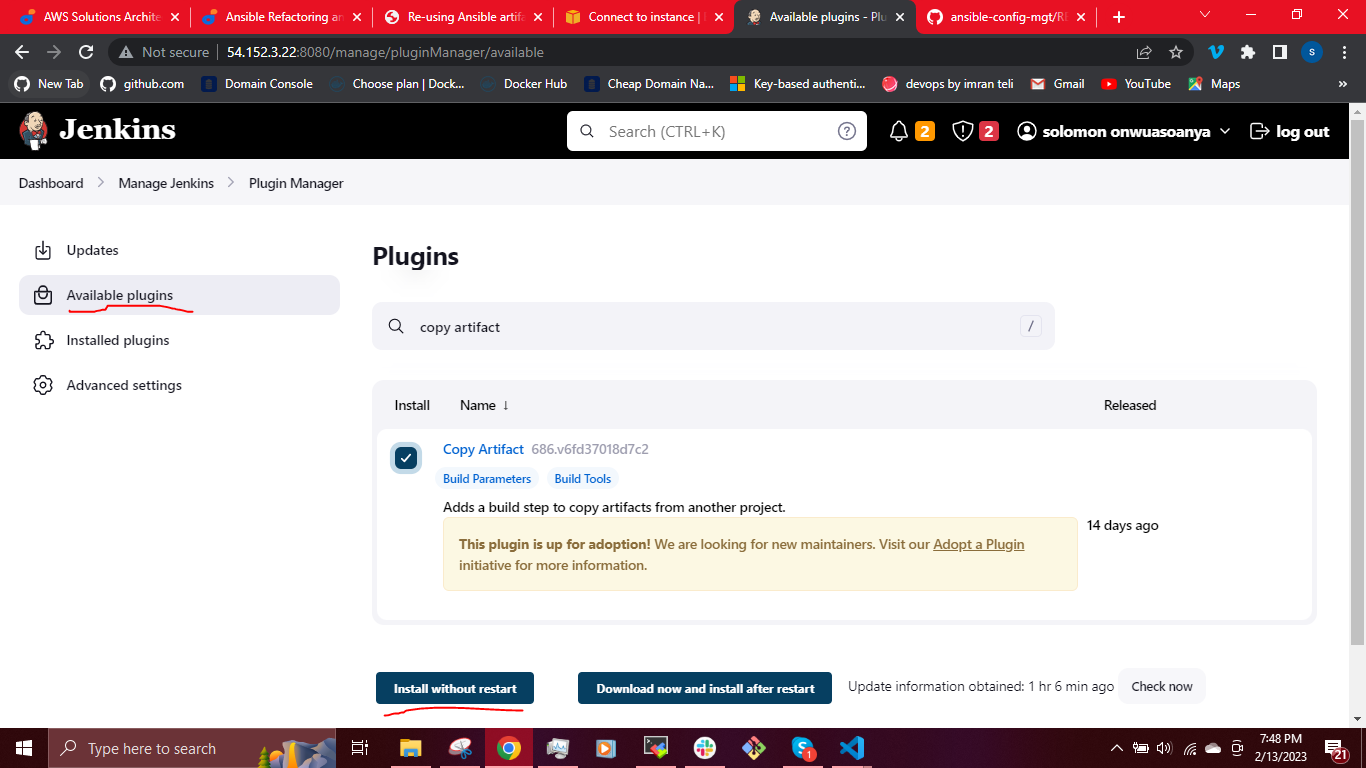 AWS Solutions Archite
Ansible Refactoring an
Re-using Ansible artifa
Connect to instance |
Available plugins - Plu
ansible-config-mgt/RE
Not secure 54.152.3.22:8080/manage/pluginManager/available
s
New Tab
github.com
Domain Console
Choose plan | Dock...
Docker Hub
Cheap Domain Na...
Key-based authenti...
devops by imran teli
Gmail
YouTube
Maps
»
Jenkins
Search (CTRL+K)
2
2
solomon onwuasoanya
log out
Dashboard
Manage Jenkins
Plugin Manager
Updates
Available plugins
Installed plugins
Advanced settings
Plugins
copy artifact
/
Install Name ↓ Released
Copy Artifact 686.v6fd37018d7c2
Build Parameters Build Tools
Adds a build step to copy artifacts from another project.
14 days ago
This plugin is up for adoption! We are looking for new maintainers. Visit our Adopt a Plugin
initiative for more information.
Install without restart
Download now and install after restart
Update information obtained: 1 hr 6 min ago
Check now
Type here to search
1
7:48 PM
2/13/2023
21